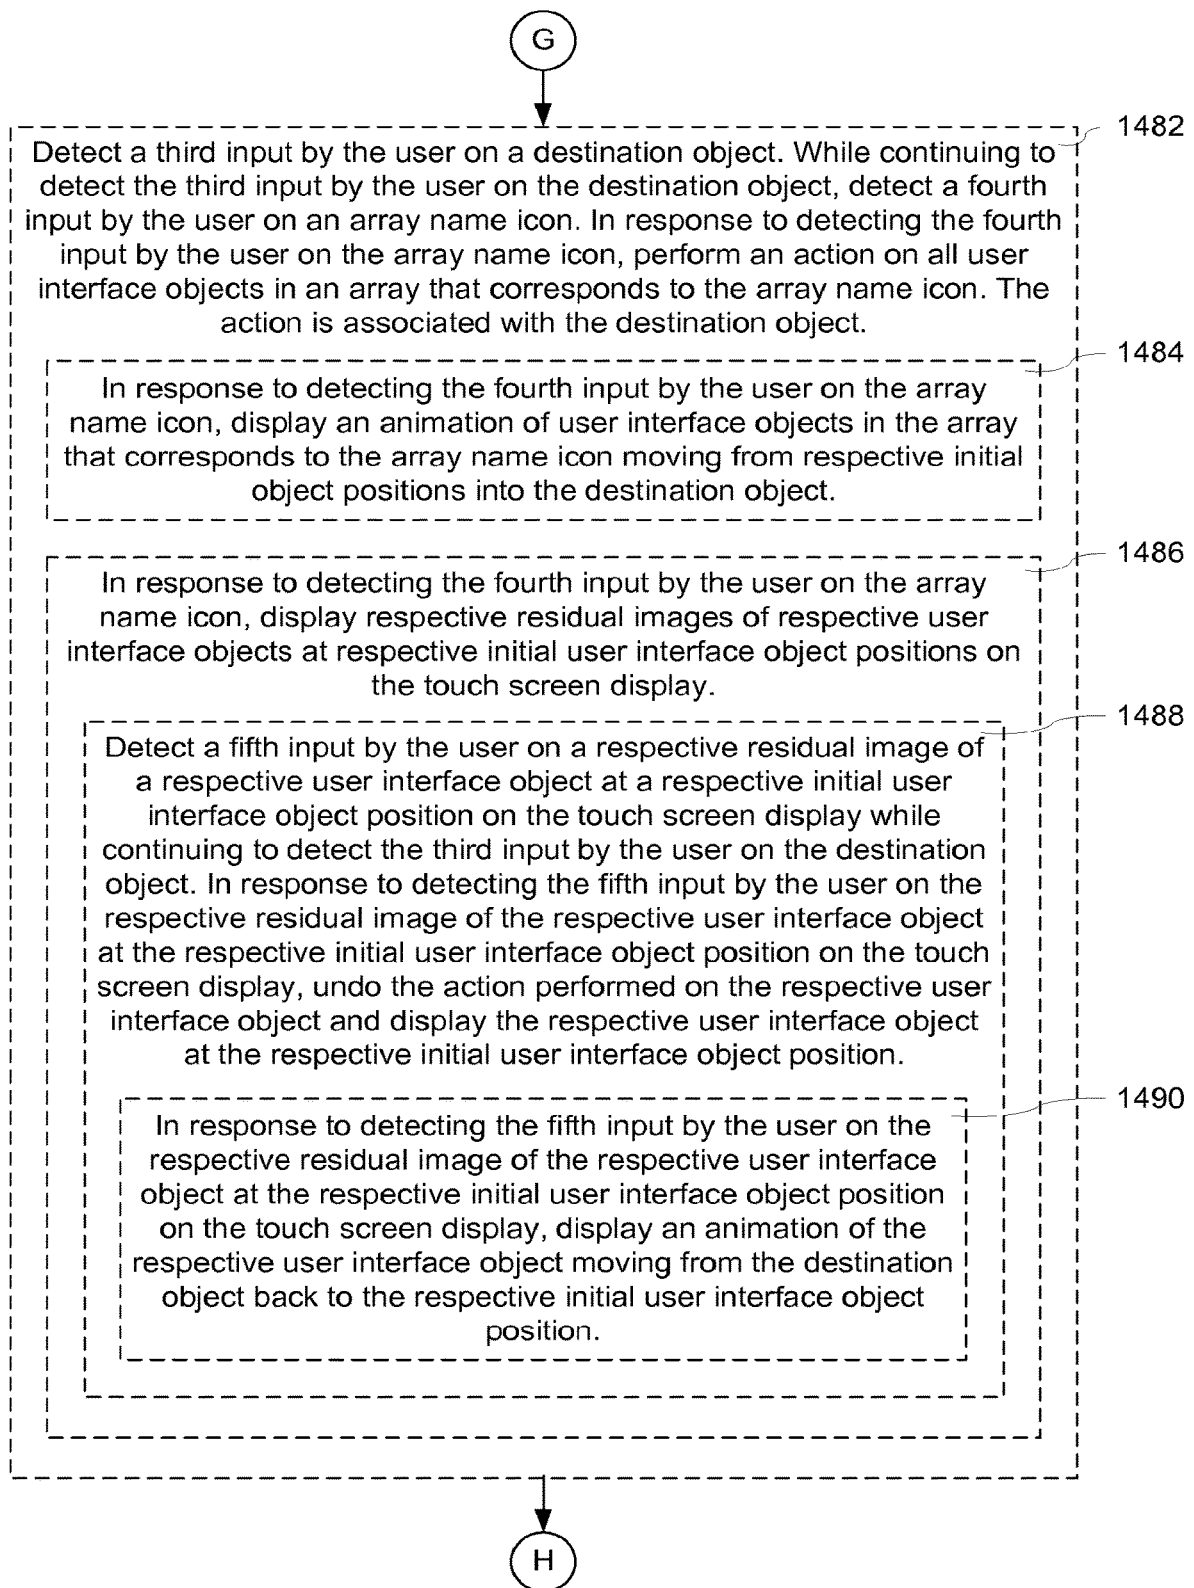 G
1482
Detect a third input by the user on a destination object. While continuing to
detect the third input by the user on the destination object, detect a fourth
input by the user on an array name icon. In response to detecting the fourth
input by the user on the array name icon, perform an action on all user
interface objects in an array that corresponds to the array name icon. The
action is associated with the destination object.
1484
In response to detecting the fourth input by the user on the array
name icon, display an animation of user interface objects in the array
that corresponds to the array name icon moving from respective initial
object positions into the destination object.
1486
In response to detecting the fourth input by the user on the array
name icon, display respective residual images of respective user
interface objects at respective initial user interface object positions on
the touch screen display.
1488
Detect a fifth input by the user on a respective residual image of
a respective user interface object at a respective initial user
interface object position on the touch screen display while
continuing to detect the third input by the user on the destination
object. In response to detecting the fifth input by the user on the
respective residual image of the respective user interface object
at the respective initial user interface object position on the touch
screen display, undo the action performed on the respective user
interface object and display the respective user interface object
at the respective initial user interface object position.
1490
In response to detecting the fifth input by the user on the
respective residual image of the respective user interface
object at the respective initial user interface object position
on the touch screen display, display an animation of the
respective user interface object moving from the destination
object back to the respective initial user interface object
position.
H